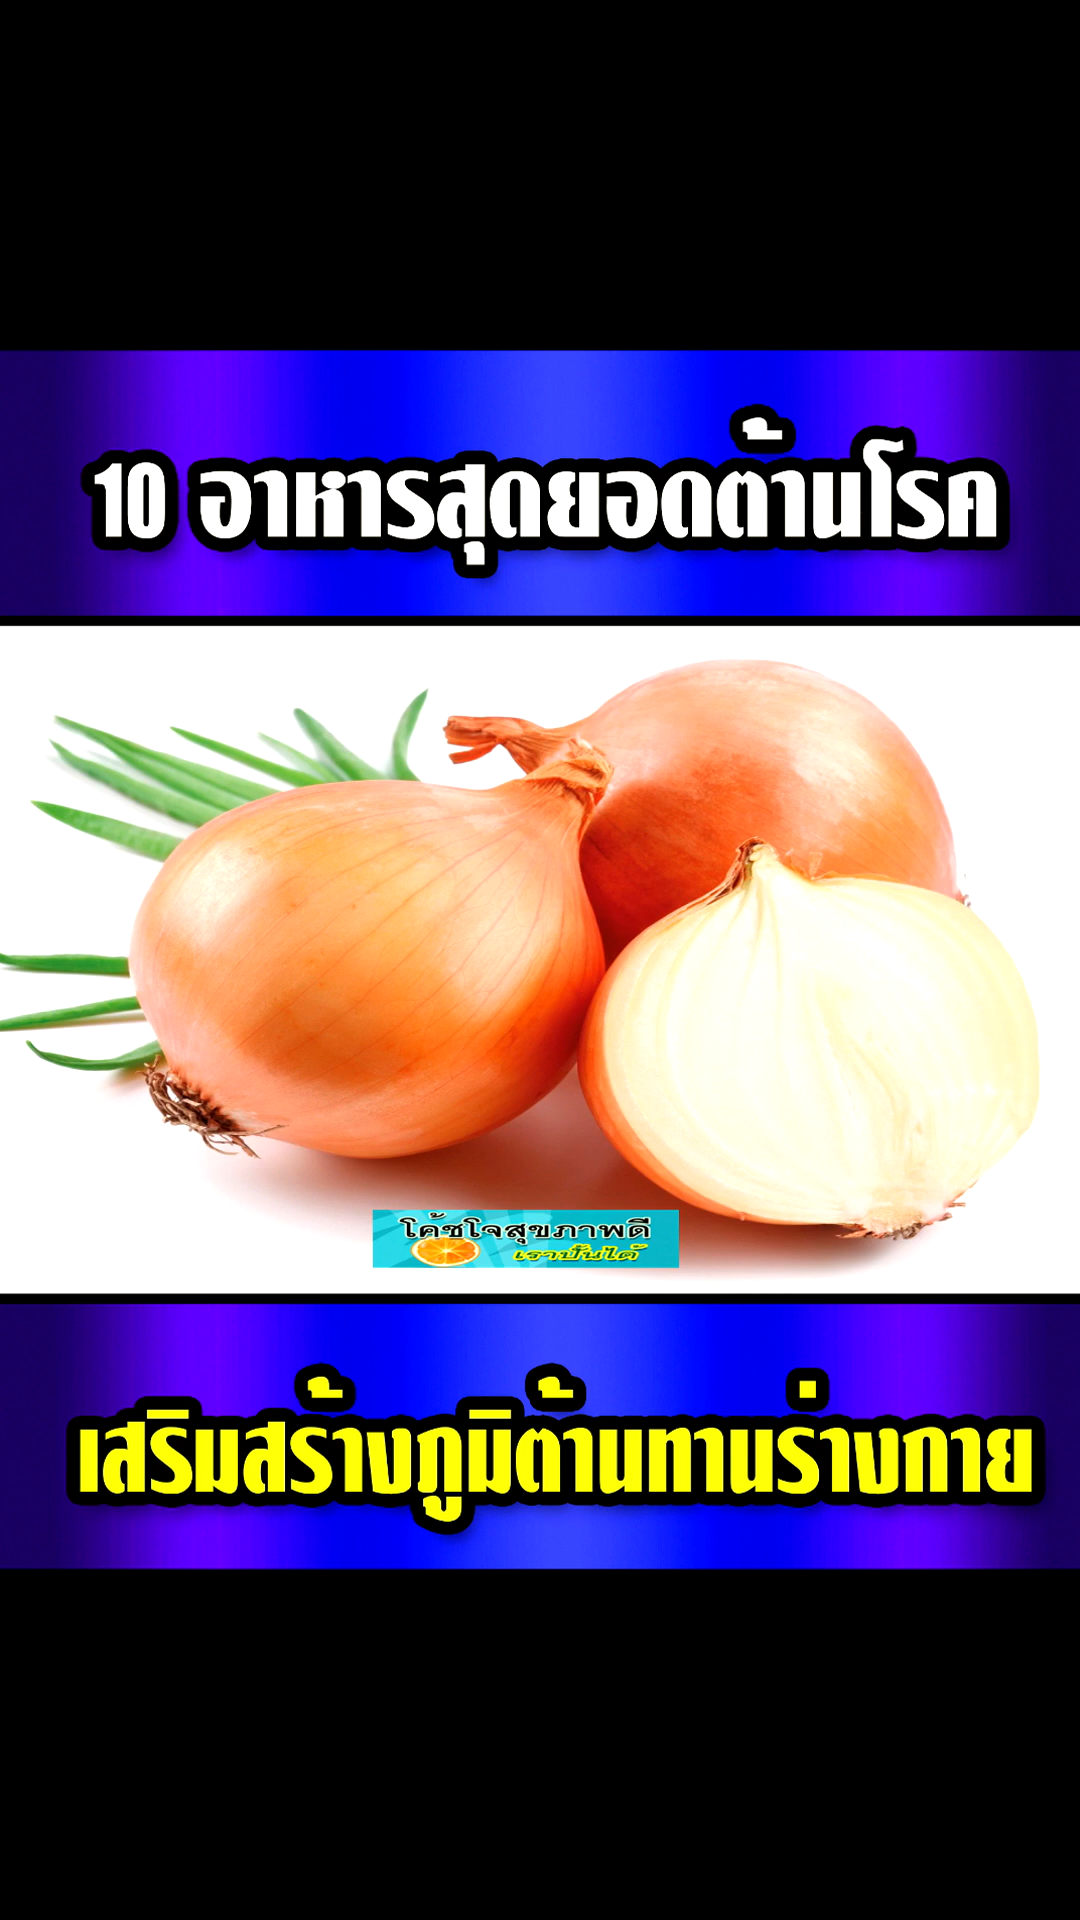 10 อาหารสุดยอดต้านโรค
โค้ชโจสุขภาพดี
เราปั้นได้
เสริมสร้างภูมิต้านทานร่างกาย